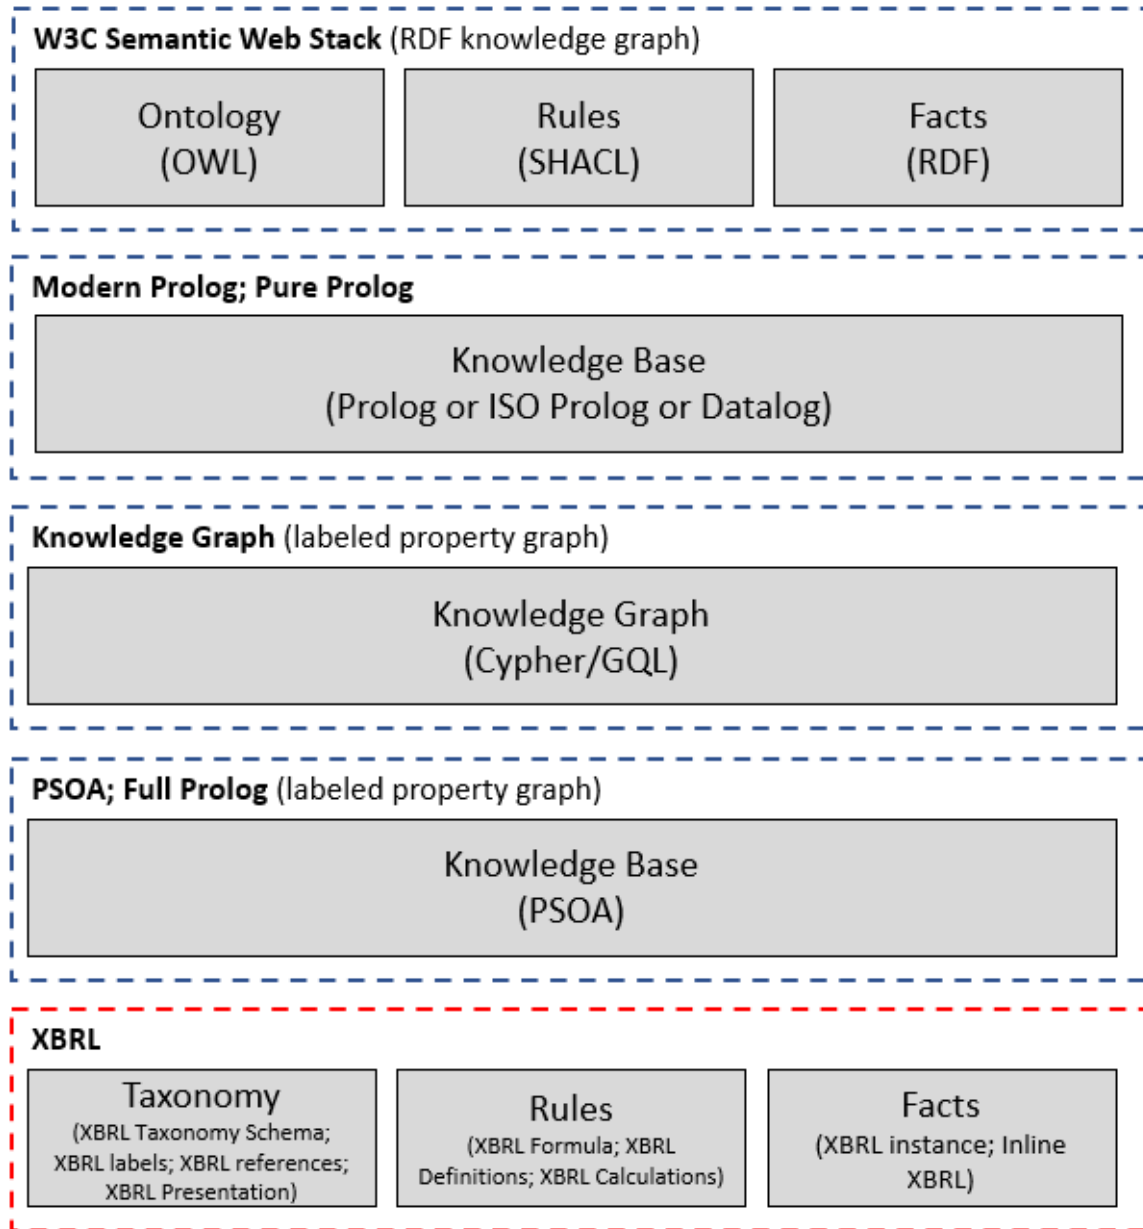 W3C Semantic Web Stack (RDF knowledge graph)
Ontology
(OWL)
Rules
(SHACL)
Facts
(RDF)
Modern Prolog; Pure Prolog
Knowledge Base
(Prolog or ISO Prolog or Datalog)
Knowledge Graph (labeled property graph)
Knowledge Graph
(Cypher/GQL)
PSOA; Full Prolog (labeled property graph)
Knowledge Base
(PSOA)
XBRL
Taxonomy
(XBRL Taxonomy Schema;
XBRL labels; XBRL references;
XBRL Presentation)
Rules
(XBRL Formula; XBRL
Definitions; XBRL Calculations)
Facts
(XBRL instance; Inline
XBRL)